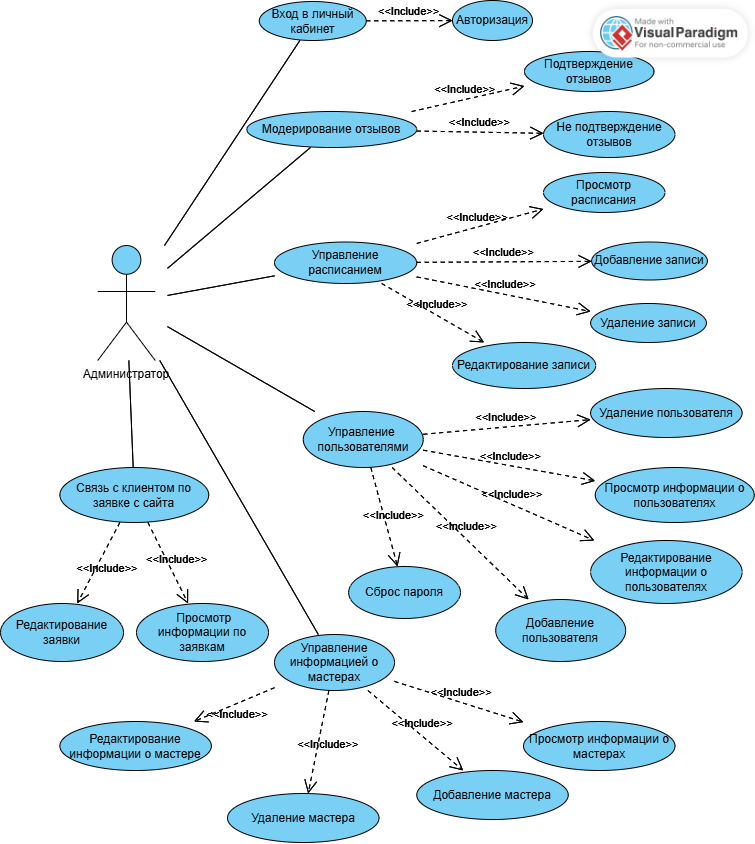 Вход в личный
кабинет
<<Include>>
Авторизация
Made with
Visual Paradigm
For non-commercial use
Подтверждение
отзывов
<<Include>>
Модерирование отзывов
<<Include>>
Не подтверждение
отзывов
Просмотр
расписания
<<Include>>
Управление
расписанием
<<Include>>
Добавление записи
<<Include>>
Удаление записи
<<Include>>
Редактирование записи
Администратор
Управление
пользователями
<<Include>>
Удаление пользователя
<<Include>>
Просмотр информации о
пользователях
<<Include>>
Редактирование
информации о
пользователях
<<Include>>
Сброс пароля
<<Include>>
Добавление
пользователя
Связь с клиентом по
заявке с сайта
<<Include>>
Редактирование
заявки
<<Include>>
Просмотр
информации по
заявкам
Управление
информацией о
мастерах
<<Include>>
Редактирование
информации о мастере
<<Include>>
Удаление мастера
<<Include>>
Добавление мастера
<<Include>>
Просмотр информации о
мастерах